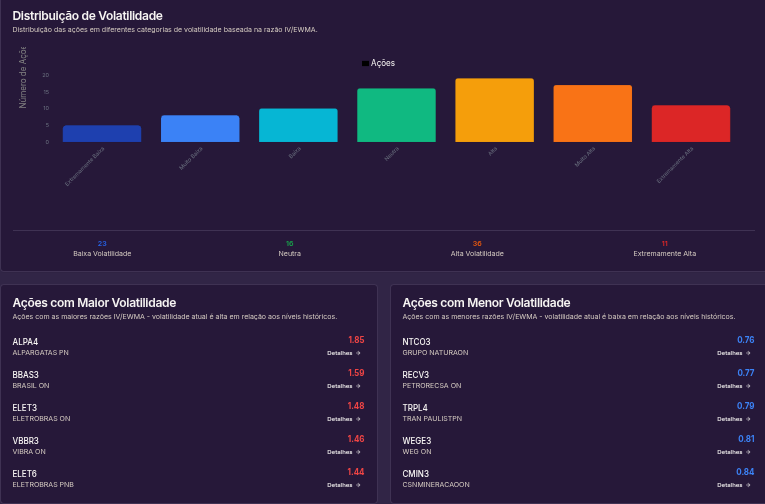 Distribuição de Volatilidade
Distribuição das ações em diferentes categorias de volatilidade baseada na razão IV/EWMA.
Número de Açõe
Ações
20
15
10
5
0
Extremamente Baixa
Muito Baixa
Baixa
Neutra
Alta
Muito Alta
Extremamente Alta
23 16 36 11
Baixa Volatilidade Neutra Alta Volatilidade Extremamente Alta
Ações com Maior Volatilidade
Ações com as maiores razões IV/EWMA - volatilidade atual é alta em relação aos níveis históricos.
ALPA4 1.85
ALPARGATAS PN Detalhes →
BBAS3 1.59
BRASIL ON Detalhes →
ELET3 1.48
ELETROBRAS ON Detalhes →
VBBR3 1.46
VIBRA ON Detalhes →
ELET6 1.44
ELETROBRAS PNB Detalhes →
Ações com Menor Volatilidade
Ações com as menores razões IV/EWMA - volatilidade atual é baixa em relação aos níveis históricos.
NTCO3 0.76
GRUPO NATURAON Detalhes →
RECV3 0.77
PETRORECSA ON Detalhes →
TRPL4 0.79
TRAN PAULISTPN Detalhes →
WEGE3 0.81
WEG ON Detalhes →
CMIN3 0.84
CSNMINERACAOON Detalhes →